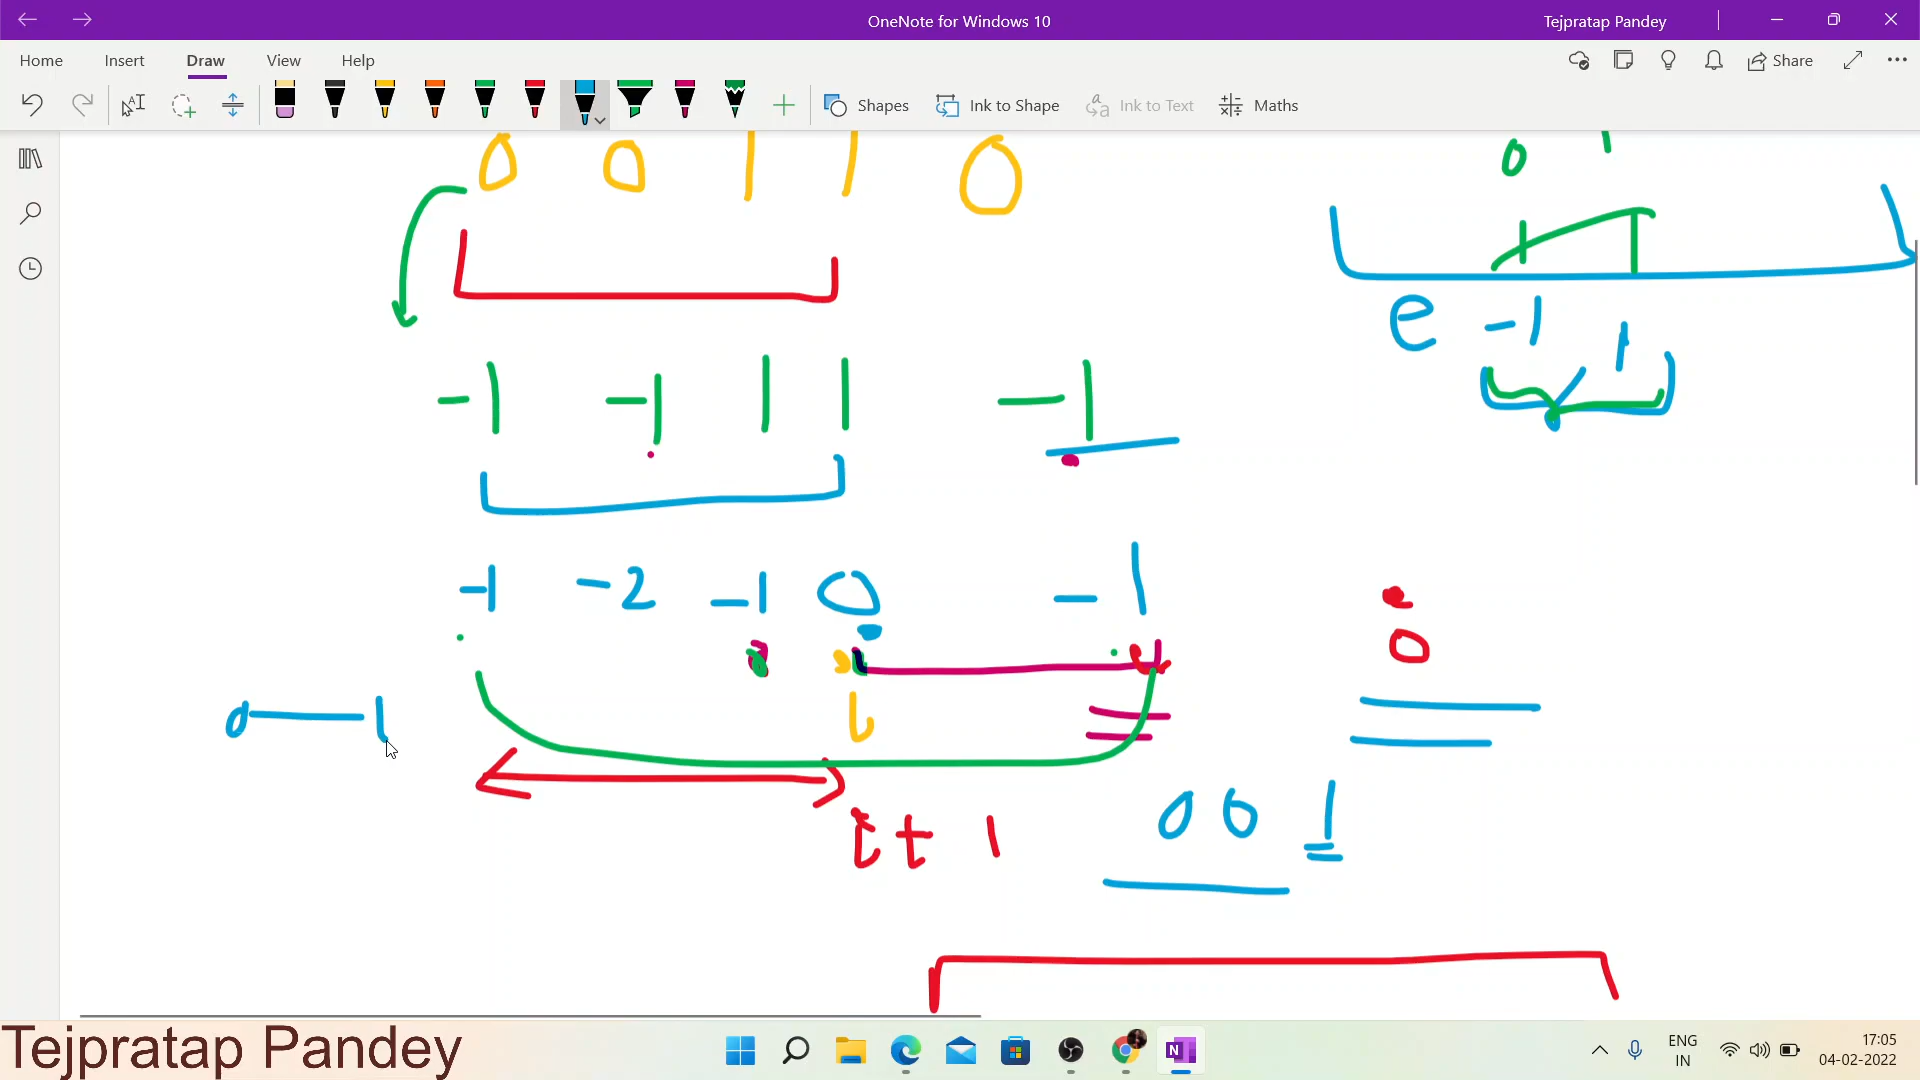 OneNote for Windows 10
Tejpratap Pandey
Home Insert Draw View Help
Share
Shapes Ink to Shape Ink to Text Maths
0 0 1 1 0
0
e -1 1
-1 -1 1 1 -1
-1 -2 -1 0 -1
0
0 1
i + 1
0 0 1
Tejpratap Pandey
ENG
IN
17:05
04-02-2022